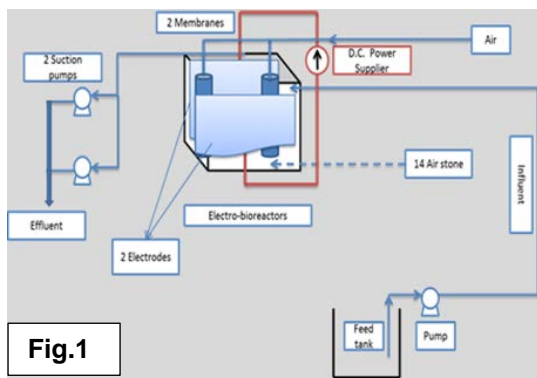 2 Membranes
2 Suction
pumps
D.C. Power
Supplier
Air
14 Air stone
Influent
Effluent
Electro-bioreactors
2 Electrodes
Feed
tank
Pump
Fig.1